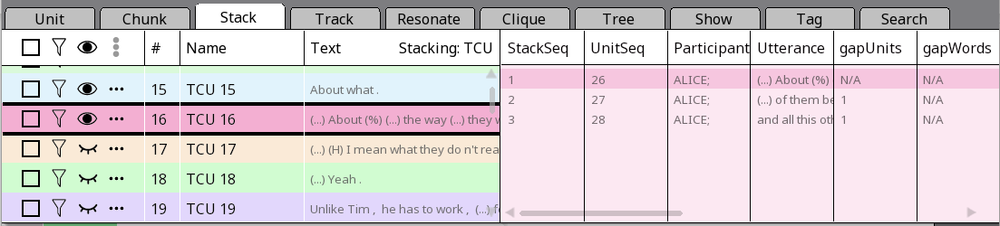 Unit Chunk Stack Track Resonate Clique Tree Show Tag Search
# Name Text Stacking: TCU StackSeq UnitSeq Participant Utterance gapUnits gapWords
15 TCU 15 About what .
16 TCU 16 (...) About (%) (...) the way (...) they w
17 TCU 17 (...) (H) I mean what they do n't rea
18 TCU 18 (...) Yeah .
19 TCU 19 Unlike Tim , he has to work , (...) f
1 26 ALICE; (...) About (%) N/A N/A
2 27 ALICE; (...) of them be 1 N/A
3 28 ALICE; and all this oth 1 N/A